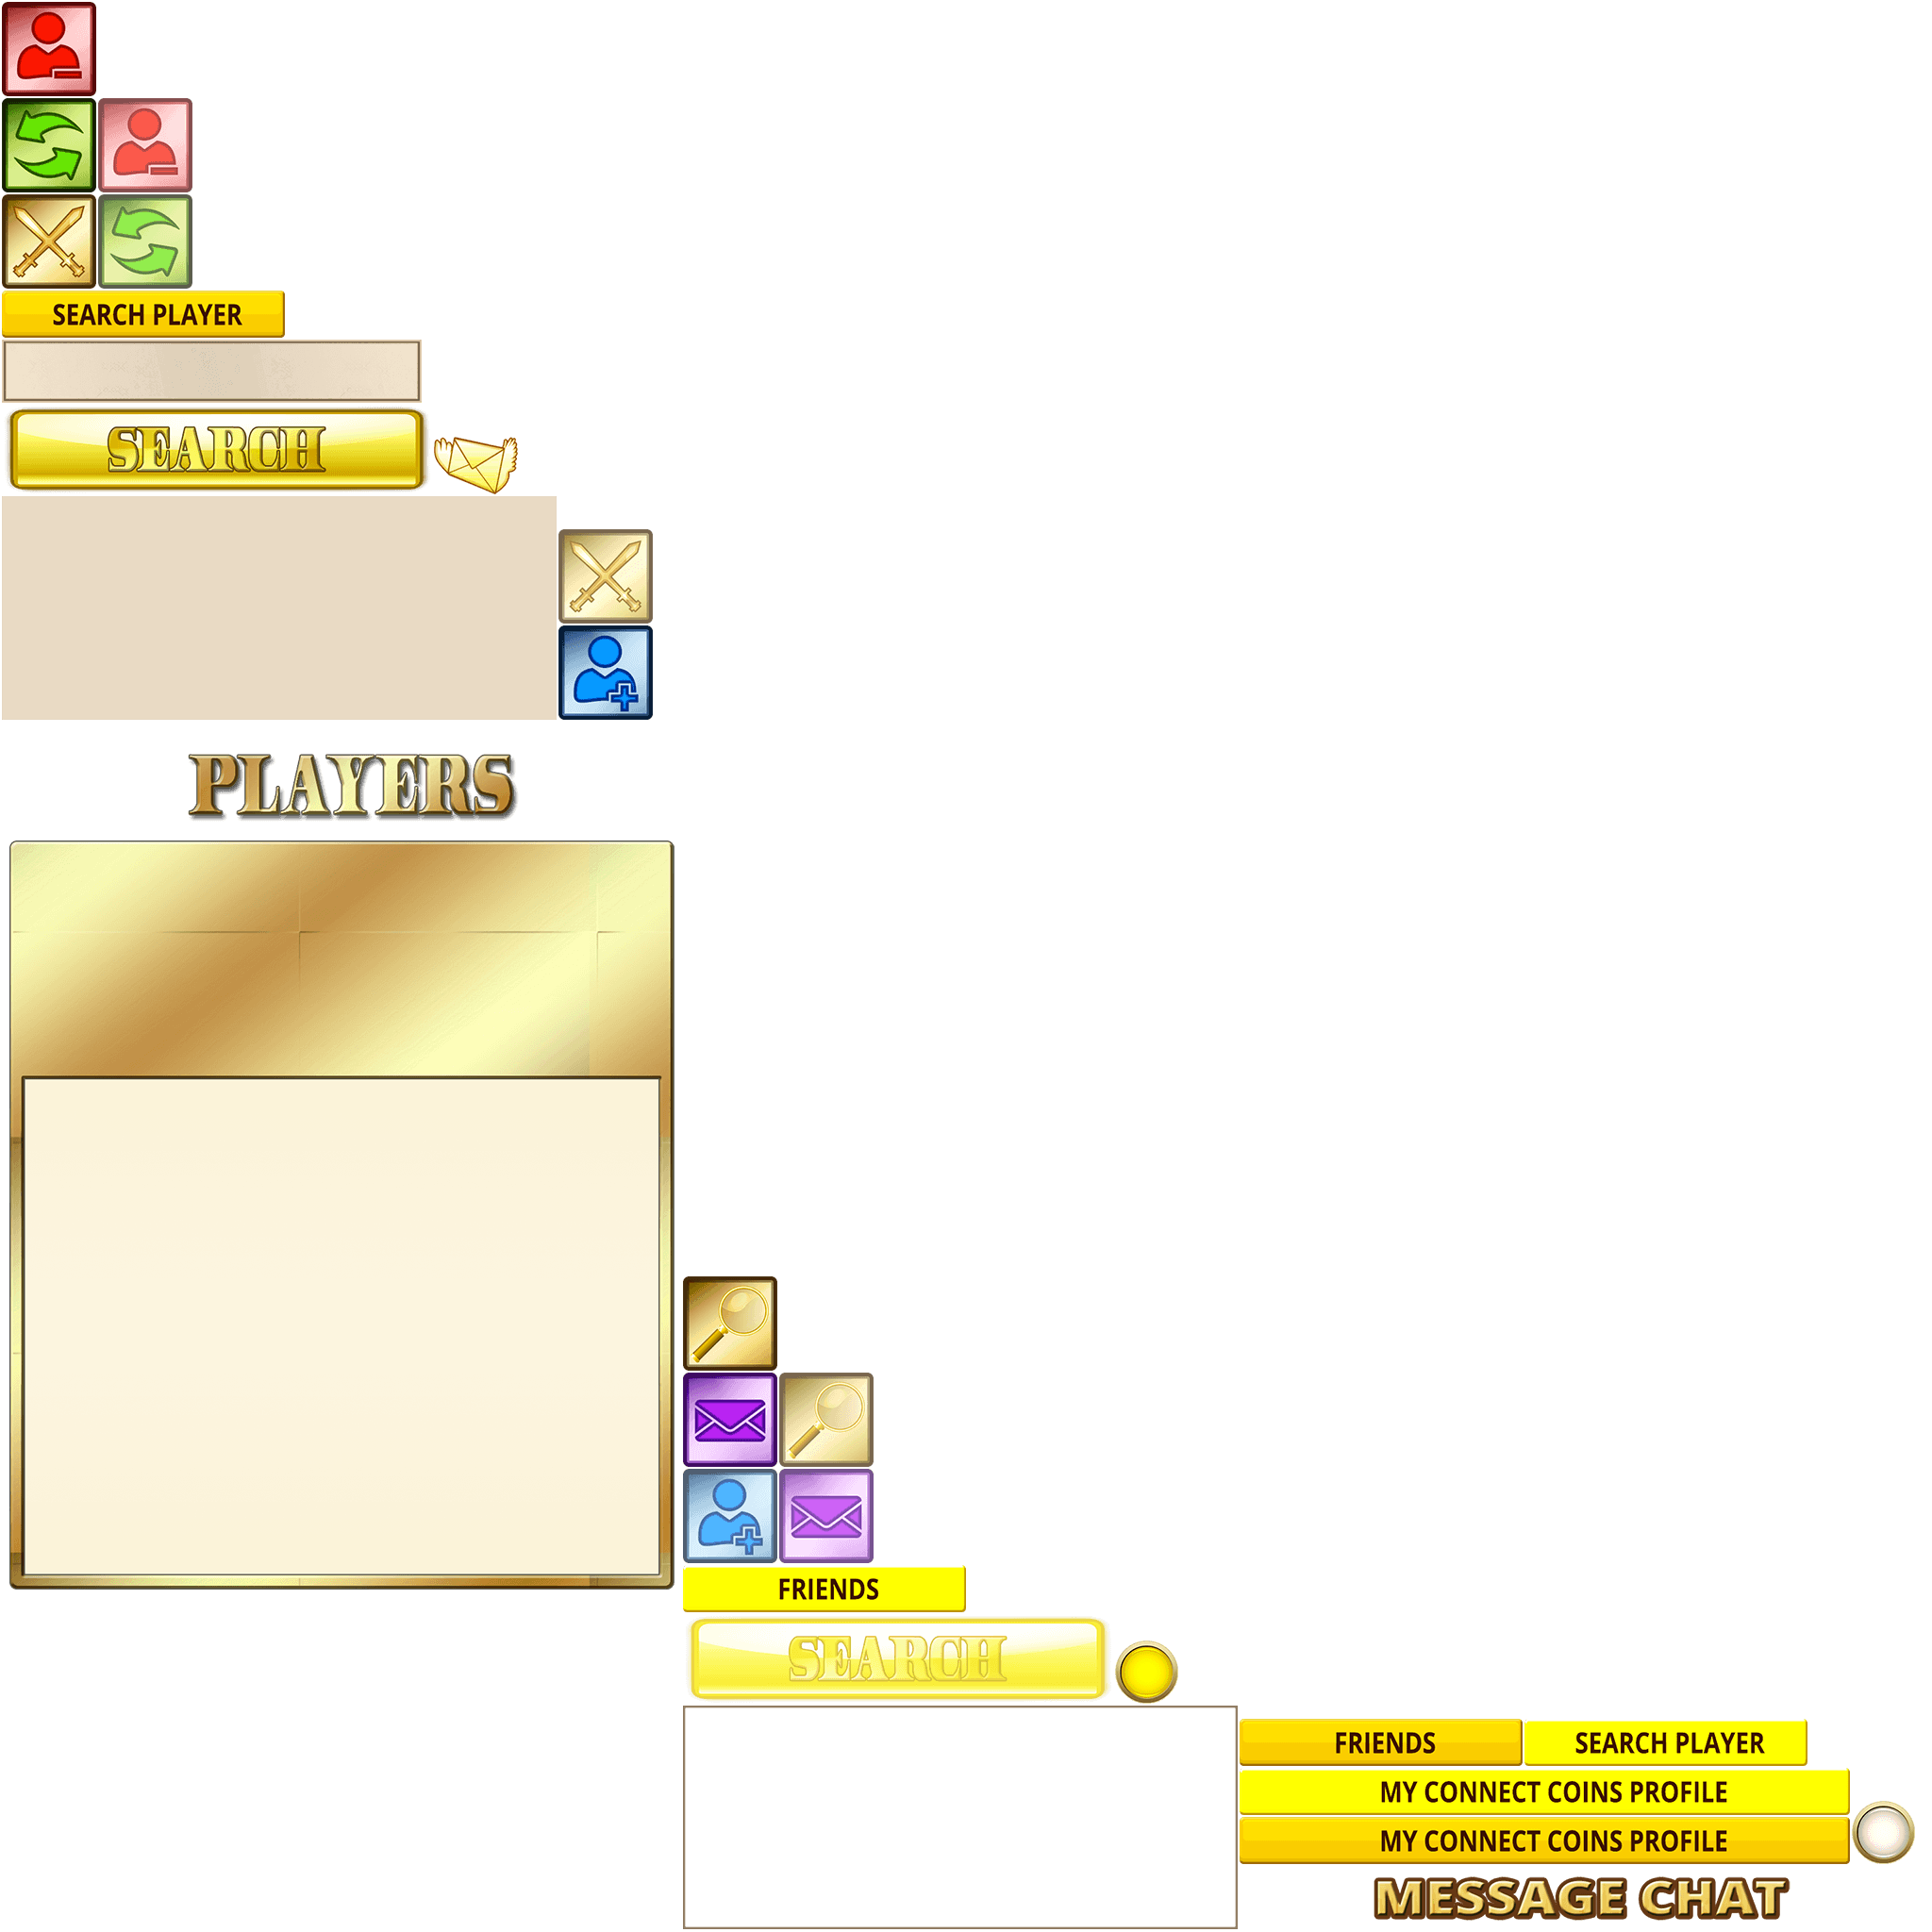 SEARCH PLAYER
SEARCH
PLAYERS
FRIENDS
SEARCH
FRIENDS
SEARCH PLAYER
MY CONNECT COINS PROFILE
MY CONNECT COINS PROFILE
MESSAGE CHAT